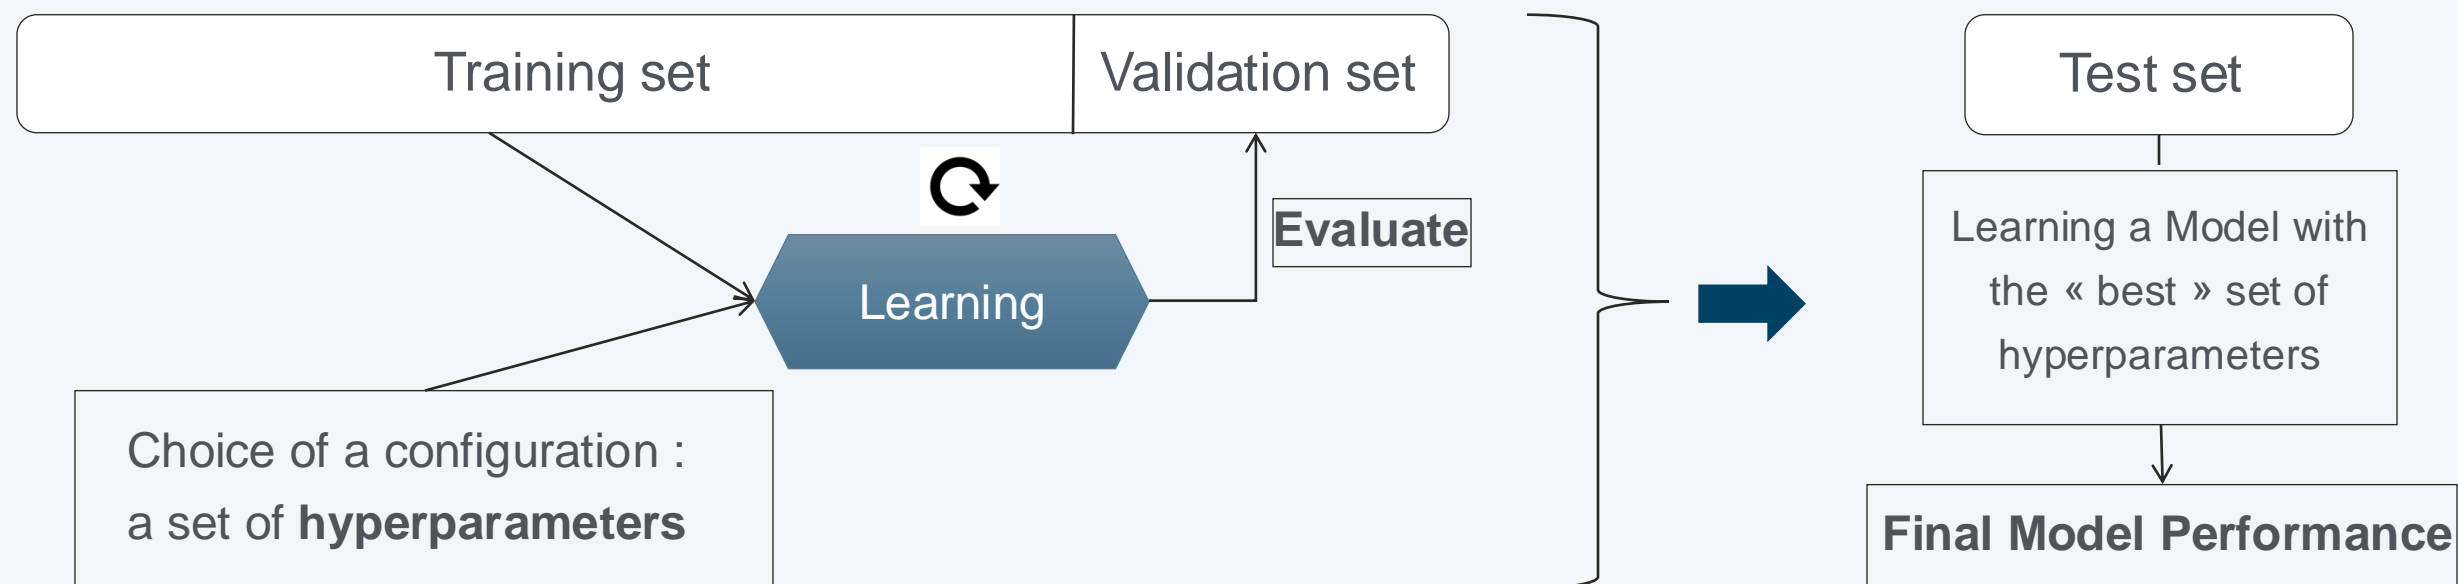 Training set
Validation set
Test set
Evaluate
Learning
Learning a Model with
the « best » set of
hyperparameters
Choice of a configuration :
a set of hyperparameters
Final Model Performance